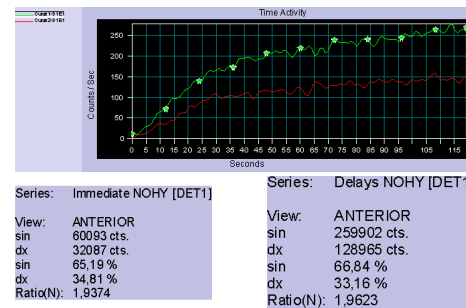 Time Activity
Counts / Sec
250
200
150
100
50
0
0 5 10 15 20 25 30 35 40 45 50 55 60 65 70 75 80 85 90 95 105 115
Seconds
Series: Immediate NOHY [DET1]
View: ANTERIOR
sin 60093 cts.
dx 32087 cts.
sin 65,19 %
dx 34,81 %
Ratio(N): 1,9374
Series: Delays NOHY [DET1
View: ANTERIOR
sin 259902 cts.
dx 128965 cts.
sin 66,84 %
dx 33,16 %
Ratio(N): 1,9623